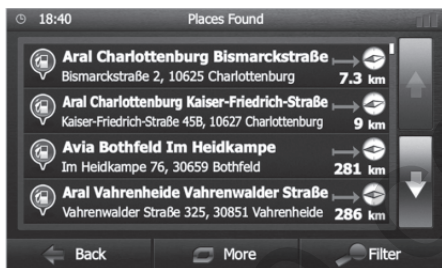 18:40 Places Found
Aral Charlottenburg Bismarckstraße
Bismarckstraße 2, 10625 Charlottenburg 7.3 km
Aral Charlottenburg Kaiser-Friedrich-Straße
Kaiser-Friedrich-Straße 45B, 10627 Charlottenburg 9 km
Avia Bothfeld Im Heidkampe
Im Heidkampe 76, 30659 Bothfeld 281 km
Aral Vahrenheide Vahrenwalder Straße
Vahrenwalder Straße 325, 30851 Vahrenheide 286 km
Back More Filter